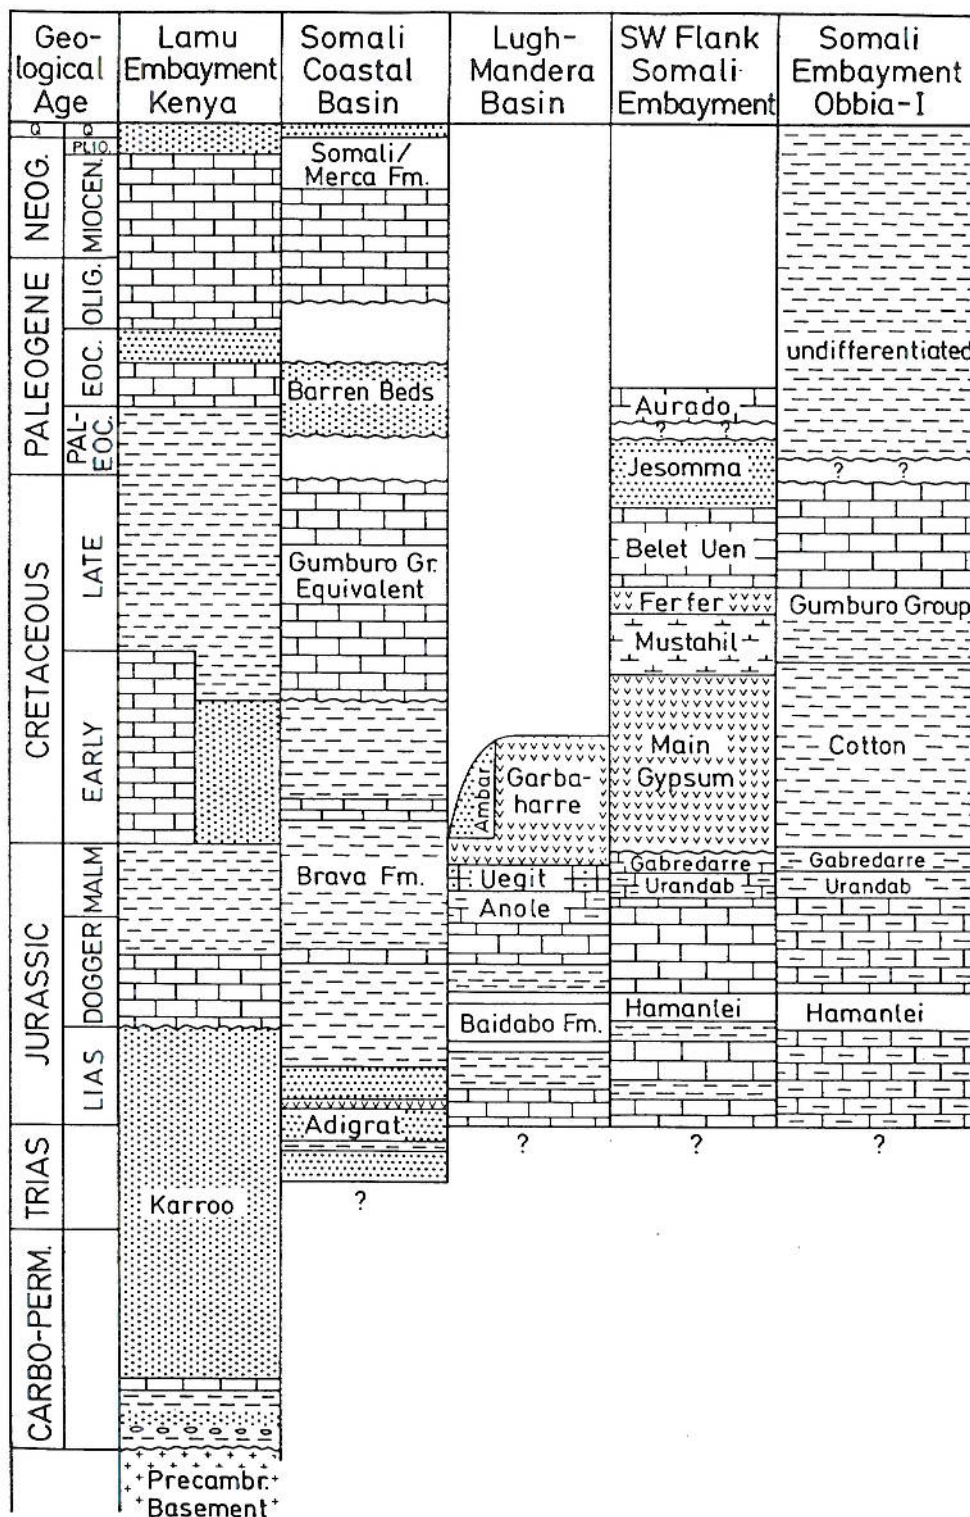 Geo-
logical
Age
Lamu
Embayment
Kenya
Somali
Coastal
Basin
Lugh-
Mandera
Basin
SW Flank
Somali-
Embayment
Somali
Embayment
Obbia-I
Q
Q
PLIO.
NEOG.
MIOCEN.
PALEOGENE
OLIG.
EOC.
PAL-
EOC.
CRETACEOUS
LATE
EARLY
JURASSIC
MALM
DOGGER
LIAS
TRIAS
CARBO-PERM.
Karroo
Precambr.
Basement
Somali/
Merca Fm.
Barren Beds
Gumburo Gr.
Equivalent
Brava Fm.
Adigrat
?
Ambar
Garba-
harre
Uegit
Anole
Baidabo Fm.
?
Aurado
? ?
Jesomma
Belet Uen
Ferfer
Mustahil
Main
Gypsum
Gabredarre
Urandab
Hamanlei
?
undifferentiated
? ?
Gumburo Group
Cotton
Gabredarre
Urandab
Hamanlei
?